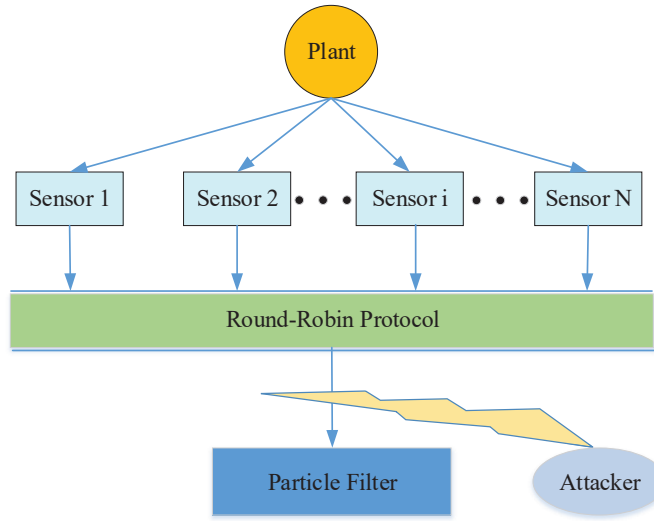 Plant
Sensor 1 Sensor 2 • • • Sensor i • • • Sensor N
Round-Robin Protocol
Particle Filter Attacker